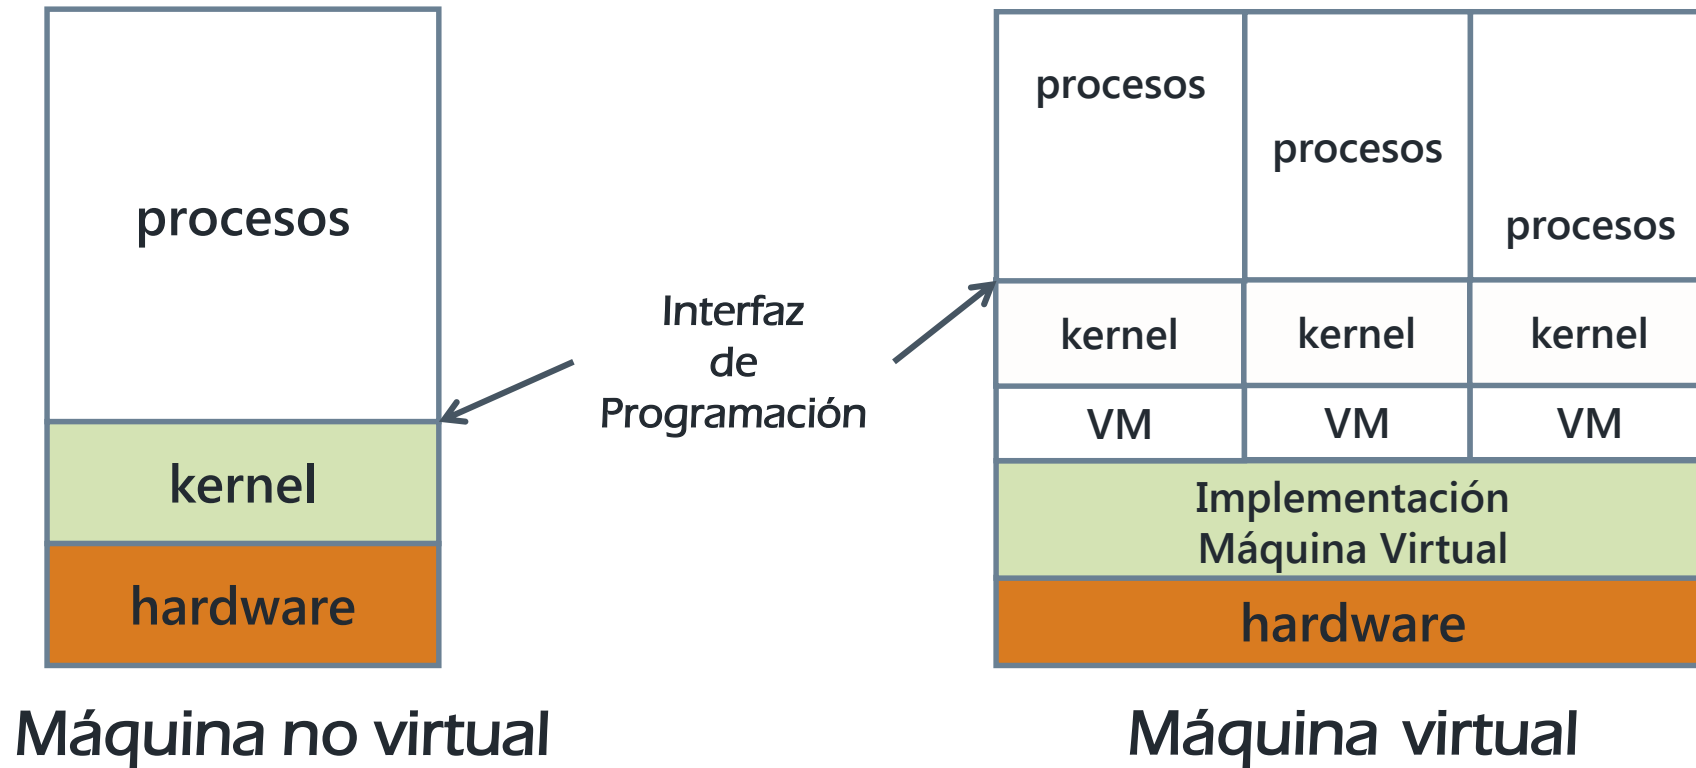 procesos
kernel
hardware
Máquina no virtual
Interfaz
de
Programación
procesos
procesos
procesos
kernel
kernel
kernel
VM
VM
VM
Implementación
Máquina Virtual
hardware
Máquina virtual